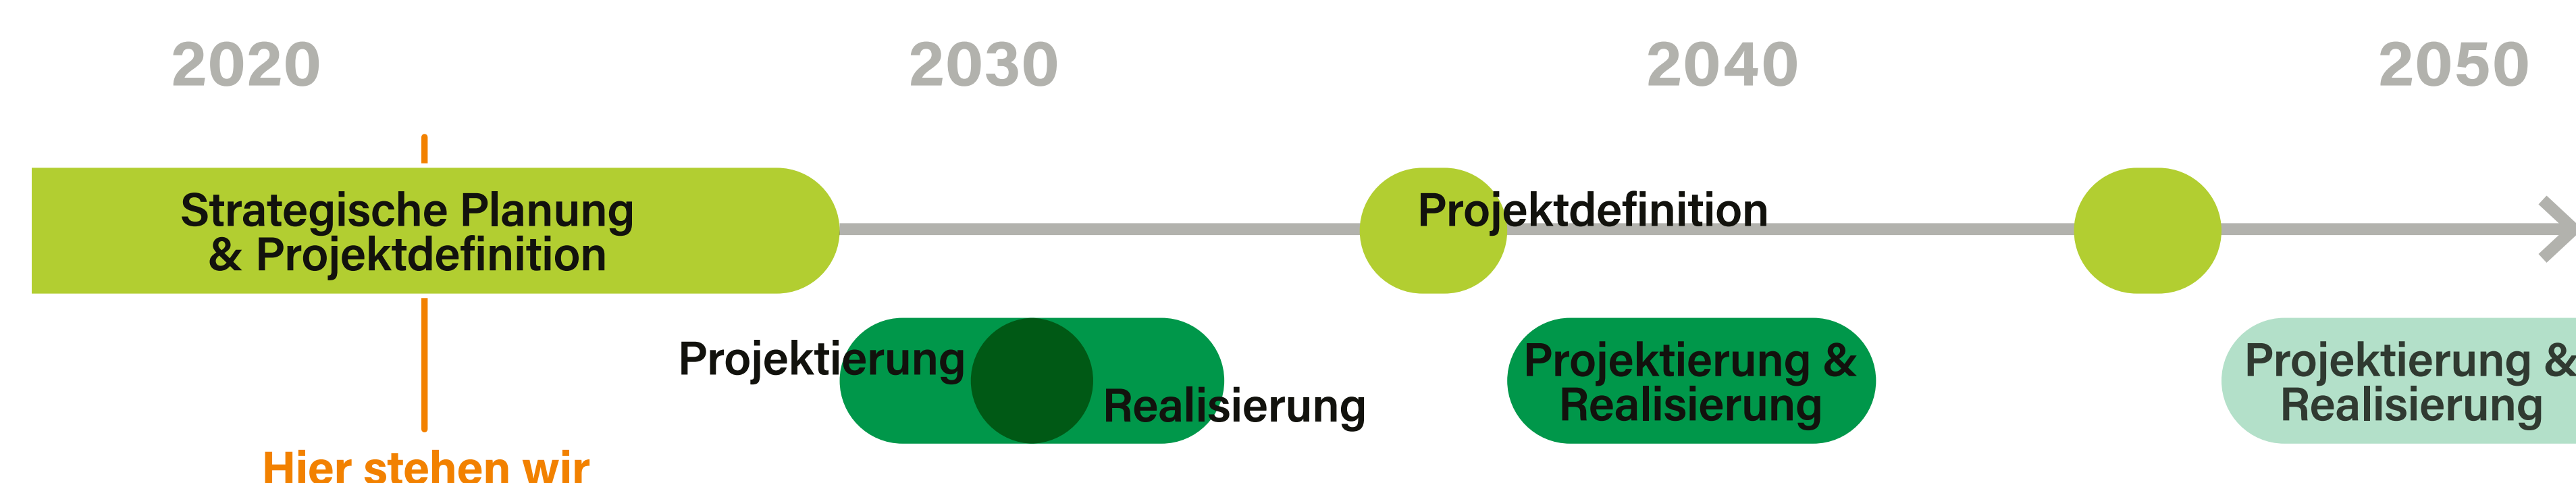 2020 2030 2040 2050
Strategische Planung
& Projektdefinition
Projektdefinition
Projektierung
Realisierung
Projektierung &
Realisierung
Projektierung &
Realisierung
Hier stehen wir